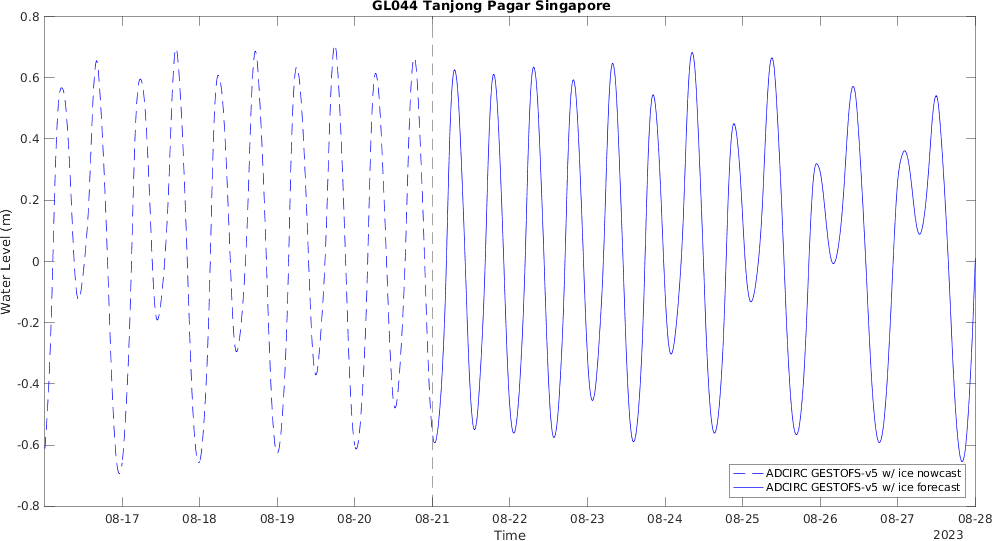 GL044 Tanjong Pagar Singapore
0.8
0.6
0.4
0.2
0
-0.2
-0.4
-0.6
-0.8
Water Level (m)
ADCIRC GESTOFS-v5 w/ ice nowcast
ADCIRC GESTOFS-v5 w/ ice forecast
08-17 08-18 08-19 08-20 08-21 08-22 08-23 08-24 08-25 08-26 08-27 08-28
Time
2023